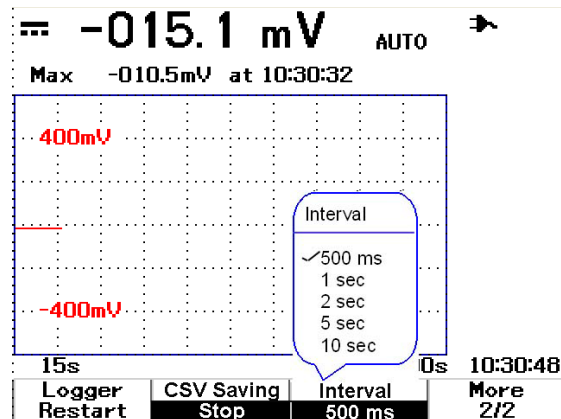 -015.1 mV AUTO
Max -010.5mV at 10:30:32
400mV
Interval
✓500 ms
1 sec
2 sec
5 sec
10 sec
-400mV
15s 0s 10:30:48
Logger CSV Saving Interval More
Restart Stop 500 ms 2/2